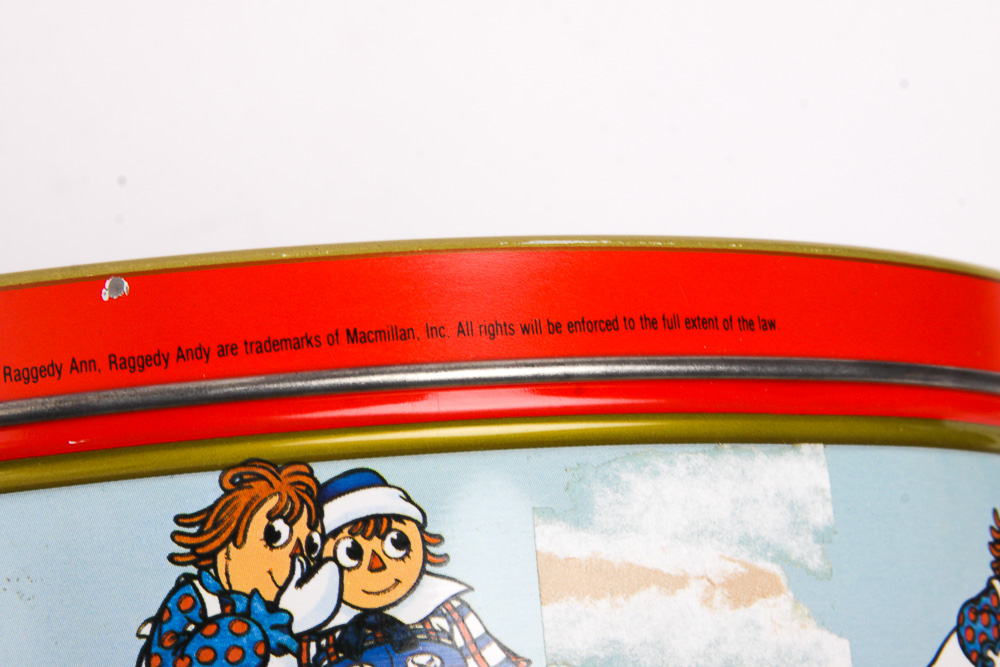 Raggedy Ann, Raggedy Andy are trademarks of Macmillan, Inc. All rights will be enforced to the full extent of the law.